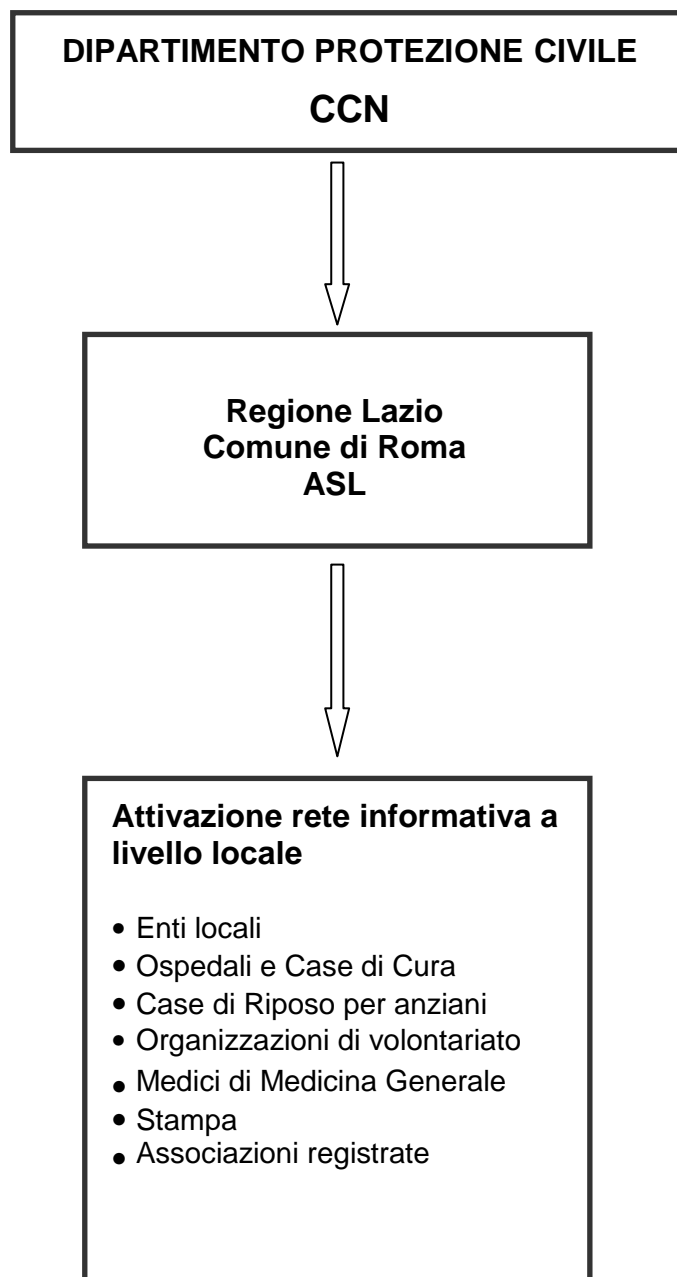 DIPARTIMENTO PROTEZIONE CIVILE
CCN
Regione Lazio
Comune di Roma
ASL
Attivazione rete informativa a
livello locale
• Enti locali
• Ospedali e Case di Cura
• Case di Riposo per anziani
• Organizzazioni di volontariato
• Medici di Medicina Generale
• Stampa
• Associazioni registrate